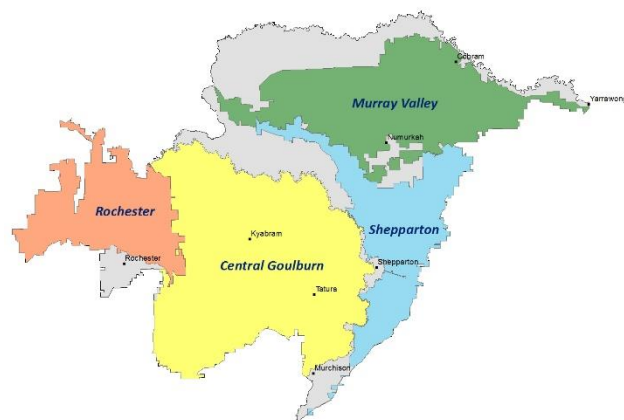 Cobram
Yarrawonga
Murray Valley
Numurkah
Rochester
Shepparton
Kyabram
Rochester
Central Goulburn
Shepparton
Tatura
Murchison